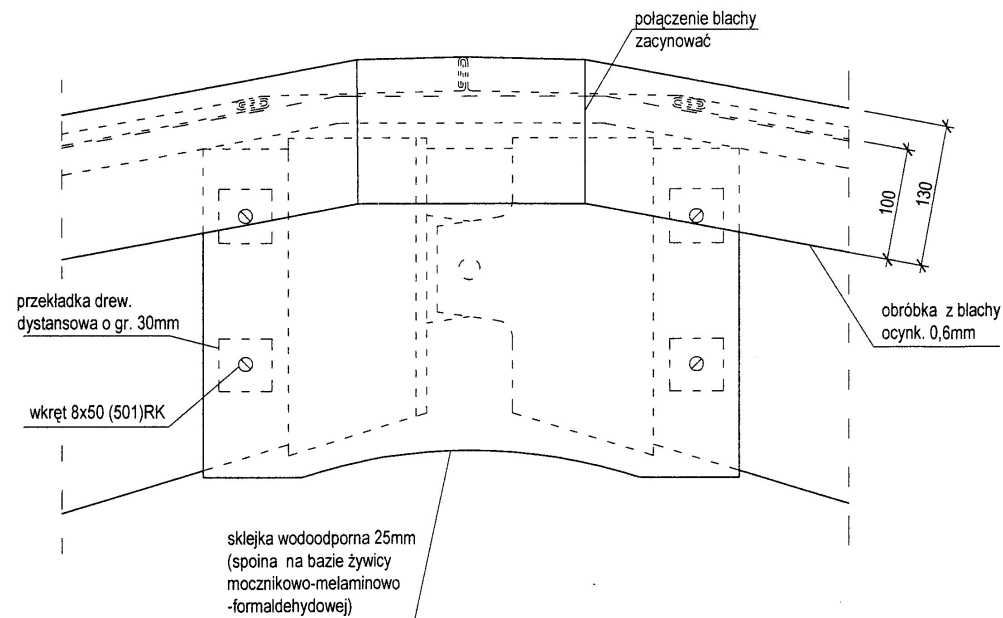 połączenie blachy
zacynować
100
130
przekładka drew.
dystansowa o gr. 30mm
obróbka z blachy
ocynk. 0,6mm
wkręt 8x50 (501)RK
sklejka wodoodporna 25mm
(spoina na bazie żywicy
mocznikowo-melaminowo
-formaldehydowej)